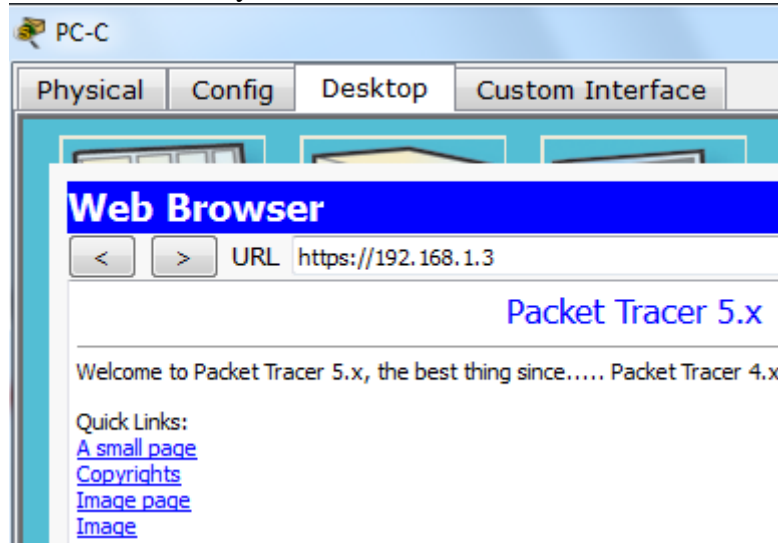 PC-C
Physical Config Desktop Custom Interface
Web Browser
< > URL https://192.168.1.3
Packet Tracer 5.x
Welcome to Packet Tracer 5.x, the best thing since..... Packet Tracer 4.x
Quick Links:
A small page
Copyrights
Image page
Image